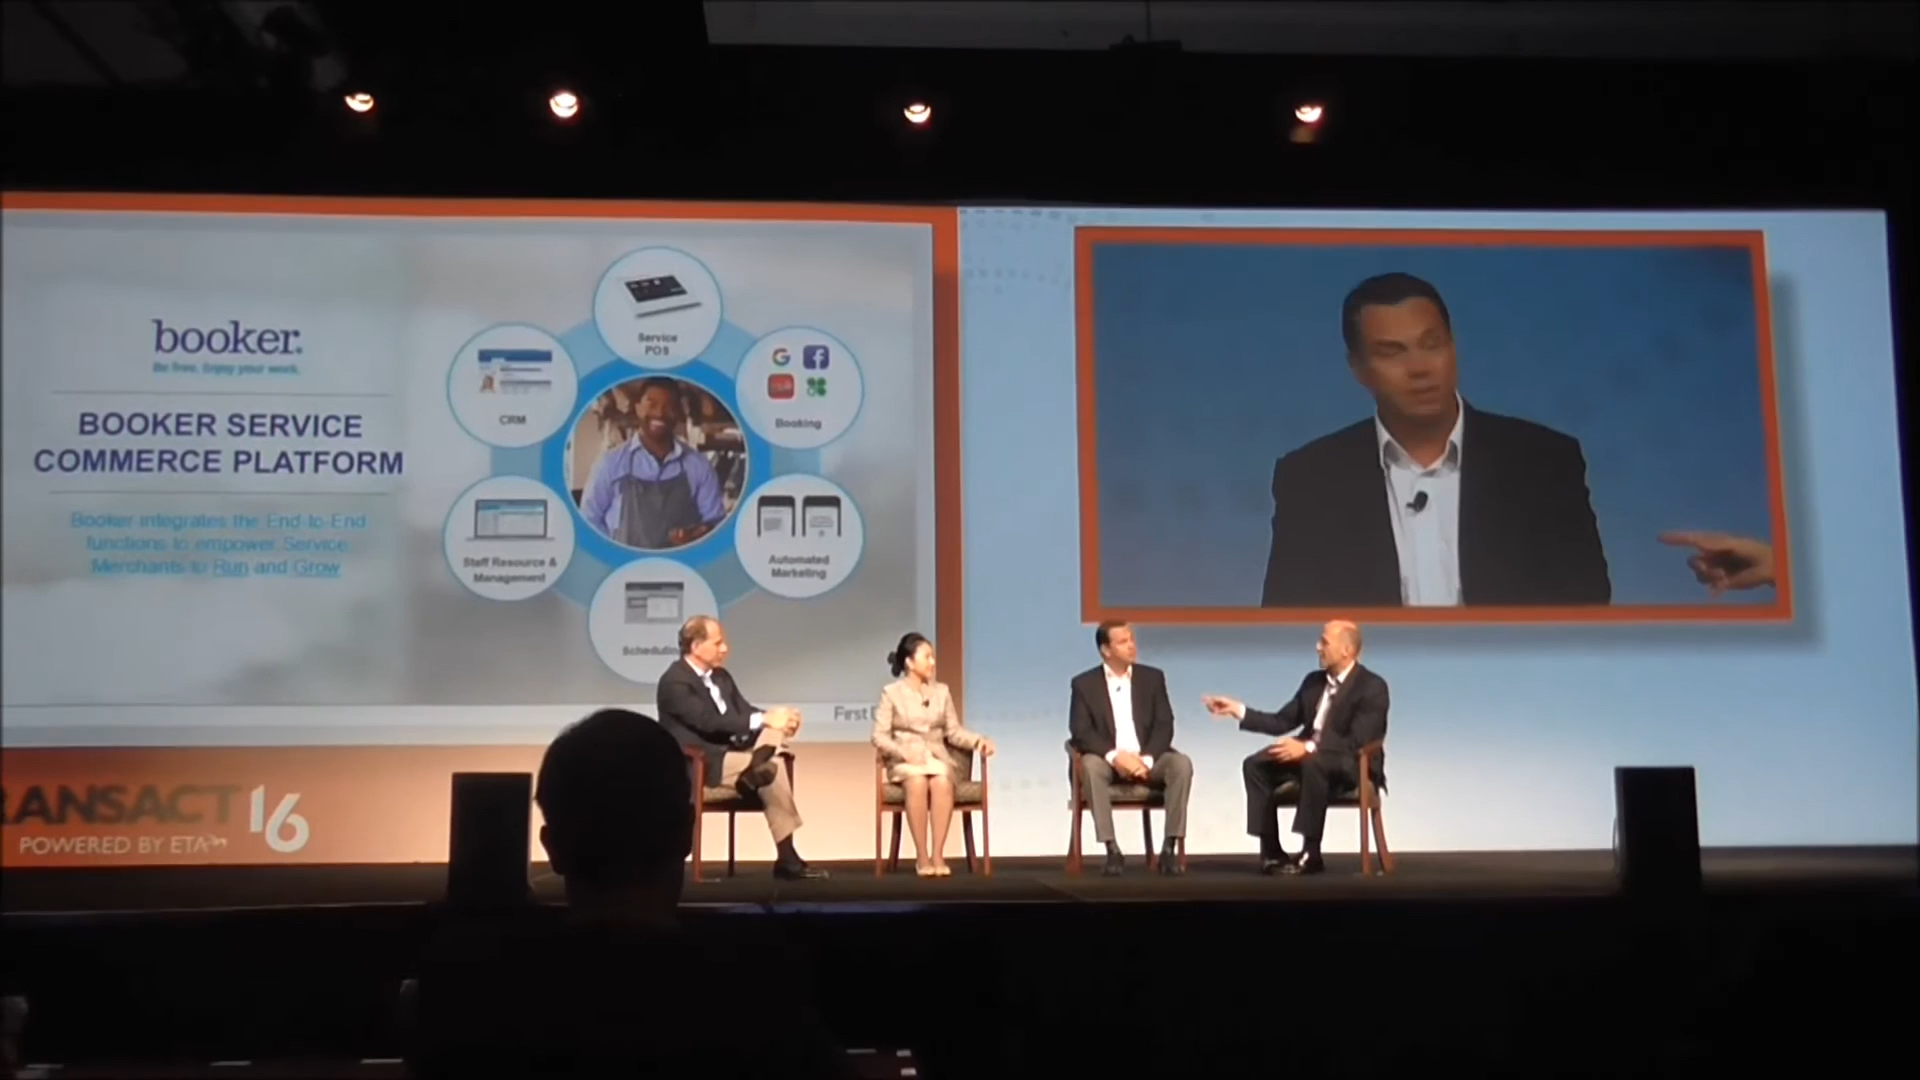 booker.
Be free. Enjoy your work.
BOOKER SERVICE
COMMERCE PLATFORM
Booker integrates the End-to-End
functions to empower Service
Merchants to Run and Grow
Service
POS
CRM
Booking
Staff Resource &
Management
Automated
Marketing
Scheduling
First D
RANSACT 16
POWERED BY ETA